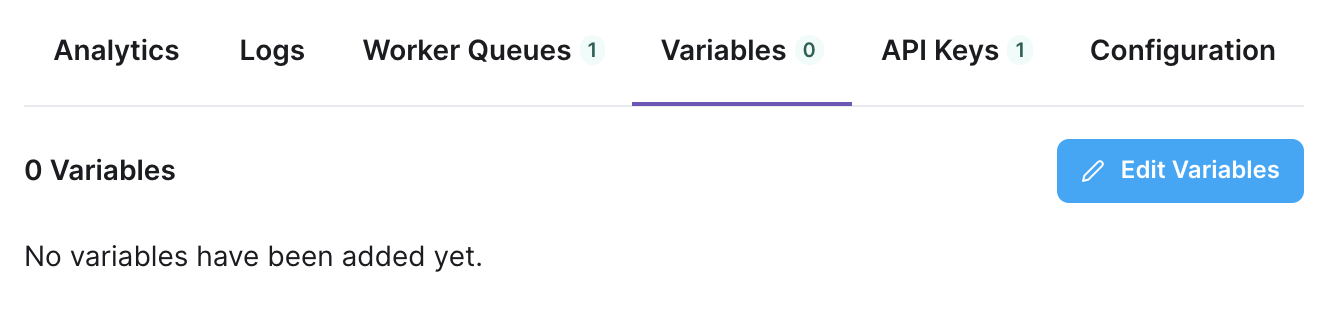 Analytics Logs Worker Queues 1 Variables 0 API Keys 1 Configuration
0 Variables Edit Variables
No variables have been added yet.